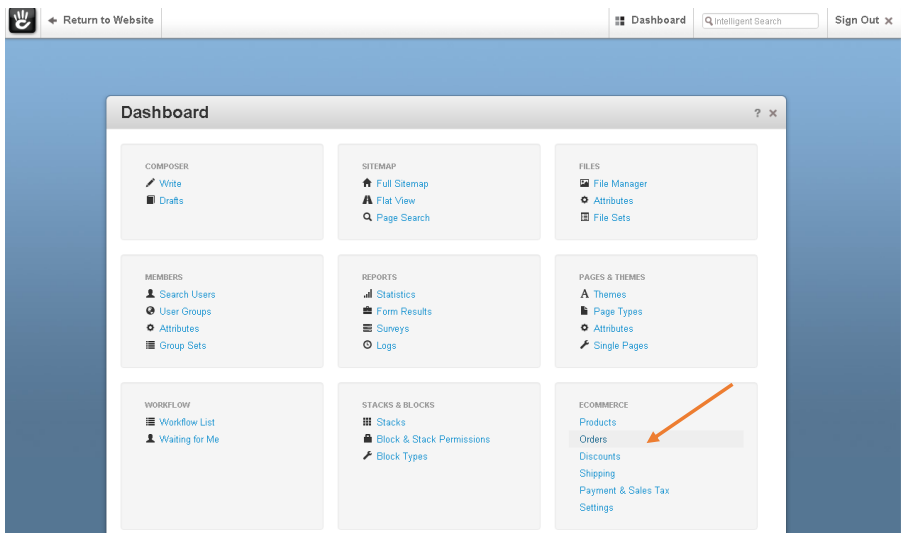 Return to Website
Dashboard
Intelligent Search
Sign Out
Dashboard
?
COMPOSER
Write
Drafts
SITEMAP
Full Sitemap
Flat View
Page Search
FILES
File Manager
Attributes
File Sets
MEMBERS
Search Users
User Groups
Attributes
Group Sets
REPORTS
Statistics
Form Results
Surveys
Logs
PAGES & THEMES
Themes
Page Types
Attributes
Single Pages
WORKFLOW
Workflow List
Waiting for Me
STACKS & BLOCKS
Stacks
Block & Stack Permissions
Block Types
ECOMMERCE
Products
Orders
Discounts
Shipping
Payment & Sales Tax
Settings